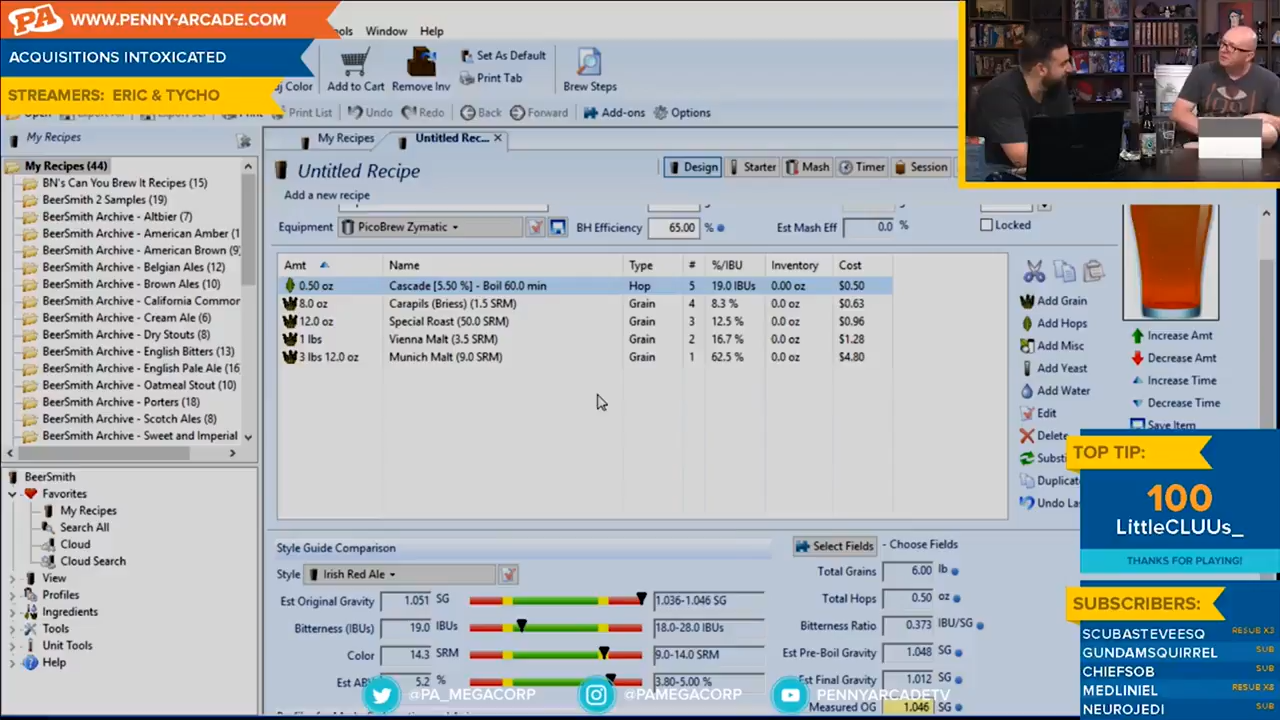 PA WWW.PENNY-ARCADE.COM
ACQUISITIONS INTOXICATED
STREAMERS: ERIC & TYCHO
Window Help
Color Add to Cart Remove Inv Set As Default Print Tab Brew Steps
Print List Undo Redo Back Forward Add-ons Options
My Recipes
My Recipes Untitled Rec...
My Recipes (44)
BN's Can You Brew It Recipes (15)
BeerSmith 2 Samples (19)
BeerSmith Archive - Altbier (7)
BeerSmith Archive - American Amber (1
BeerSmith Archive - American Brown (9)
BeerSmith Archive - Belgian Ales (12)
BeerSmith Archive - Brown Ales (10)
BeerSmith Archive - California Common
BeerSmith Archive - Cream Ale (6)
BeerSmith Archive - Dry Stouts (8)
BeerSmith Archive - English Bitters (13)
BeerSmith Archive - English Pale Ale (16
BeerSmith Archive - Oatmeal Stout (10)
BeerSmith Archive - Porters (18)
BeerSmith Archive - Scotch Ales (8)
BeerSmith Archive - Sweet and Imperial
BeerSmith
Favorites
My Recipes
Search All
Cloud
Cloud Search
View
Profiles
Ingredients
Tools
Unit Tools
Help
Untitled Recipe
Design Starter Mash Timer Session
Add a new recipe
Equipment PicoBrew Zymatic BH Efficiency 65.00 % Est Mash Eff 0.0 % Locked
Amt Name Type # %/IBU Inventory Cost
0.50 oz Cascade [5.50 %] - Boil 60.0 min Hop 5 19.0 IBUs 0.00 oz $0.50
8.0 oz Carapils (Briess) (1.5 SRM) Grain 4 8.3 % 0.0 oz $0.63
12.0 oz Special Roast (50.0 SRM) Grain 3 12.5 % 0.0 oz $0.96
1 lbs Vienna Malt (3.5 SRM) Grain 2 16.7 % 0.0 oz $1.28
3 lbs 12.0 oz Munich Malt (9.0 SRM) Grain 1 62.5 % 0.0 oz $4.80
Add Grain
Add Hops
Add Misc
Add Yeast
Add Water
Edit
Delete
Duplicate
Increase Amt
Decrease Amt
Increase Time
Decrease Time
Save Item
Style Guide Comparison
Style Irish Red Ale
Est Original Gravity 1.051 SG 1.036-1.046 SG
Bitterness (IBUs) 19.0 IBUs 18.0-28.0 IBUs
Color 14.3 SRM 9.0-14.0 SRM
Est AB 5.2 % 3.80-5.00 %
Select Fields - Choose Fields
Total Grains 6.00 lb
Total Hops 0.50 oz
Bitterness Ratio 0.373 IBU/SG
Est Pre-Boil Gravity 1.048 SG
Est Final Gravity 1.012 SG
Measured OG 1.046 SG
@PA_MEGACORP @PAMEGACORP PENNYARCADETV
TOP TIP:
100
LittleCLUUs_
THANKS FOR PLAYING!
SUBSCRIBERS:
SCUBASTEVEESQ RESUB X3
GUNDAMSQUIRREL SUB
CHIEFSOB SUB
MEDLINIEL RESUB X8
NEUROJEDI SUB